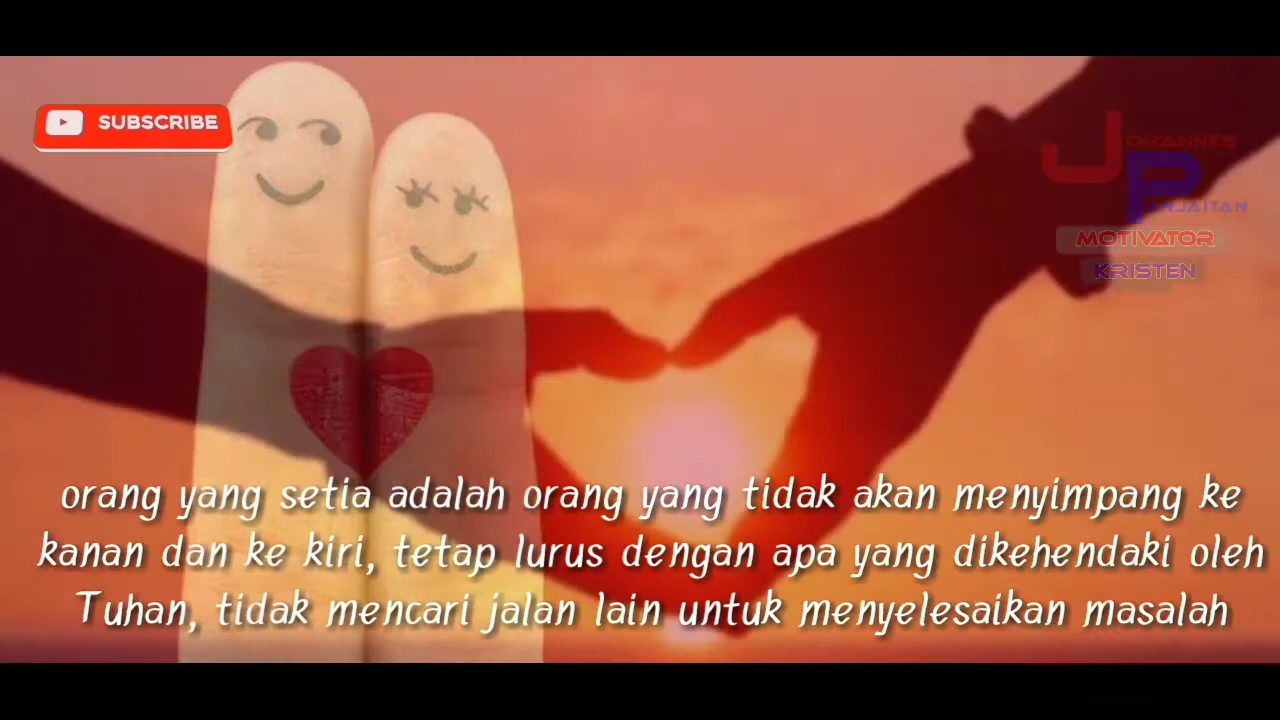 SUBSCRIBE
JOHANNES
PANJAITAN
MOTIVATOR
KRISTEN
orang yang setia adalah orang yang tidak akan menyimpang ke
kanan dan ke kiri, tetap lurus dengan apa yang dikehendaki oleh
Tuhan, tidak mencari jalan lain untuk menyelesaikan masalah